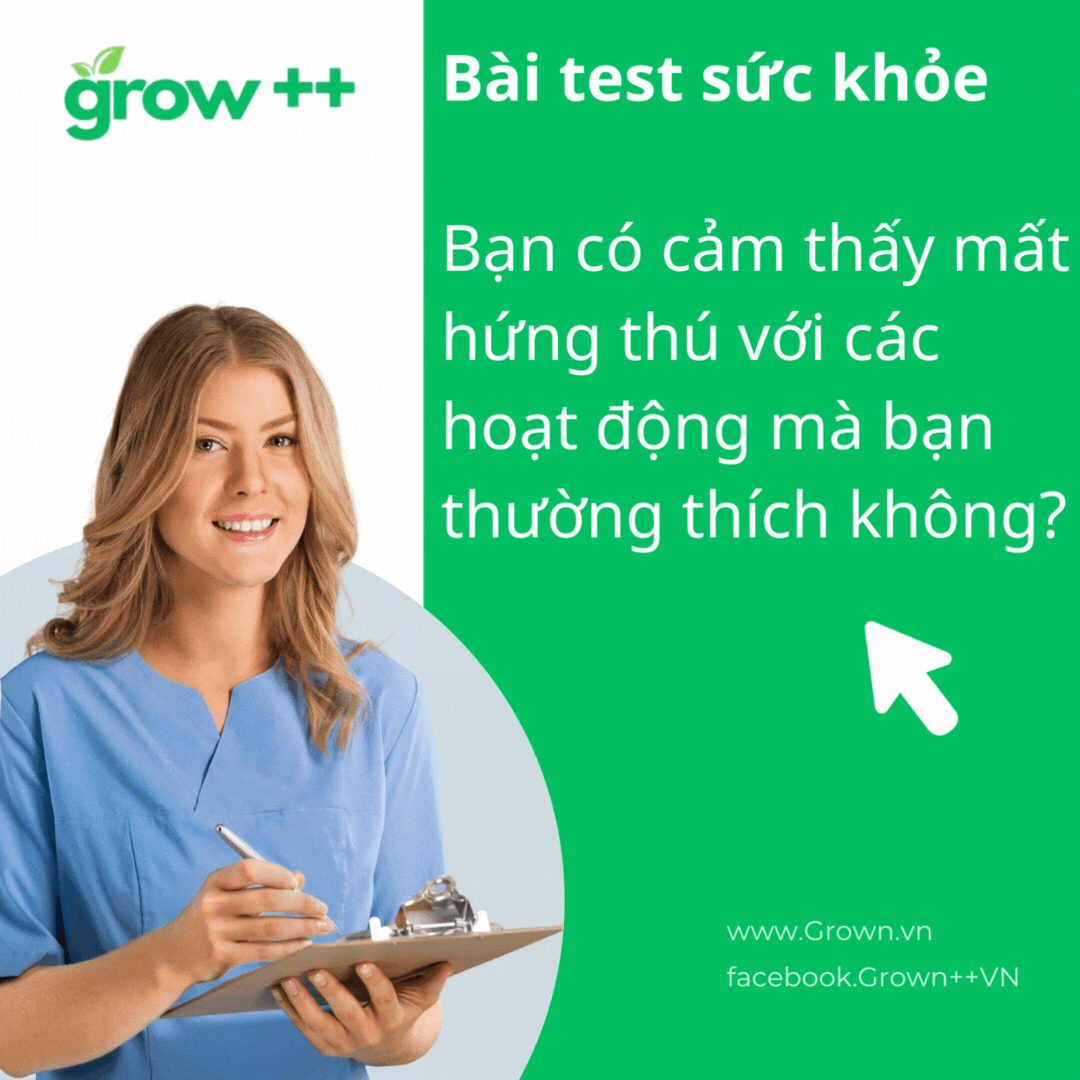 grow ++
Bài test sức khỏe
Bạn có cảm thấy mất
hứng thú với các
hoạt động mà bạn
thường thích không?
www.Grown.vn
facebook.Grown++VN